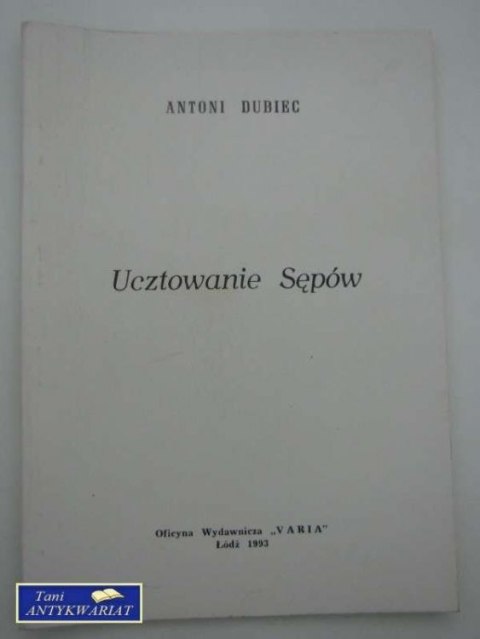 ANTONI DUBIEC
Ucztowanie Sępów
Oficyna Wydawnicza „VARIA"
Łódź 1993
Tani
ANTYKWARIAT